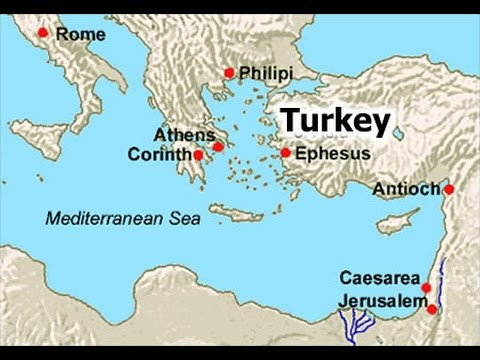 Rome
Philipi
Turkey
Athens
Corinth
Ephesus
Antioch
Mediterranean Sea
Caesarea
Jerusalem